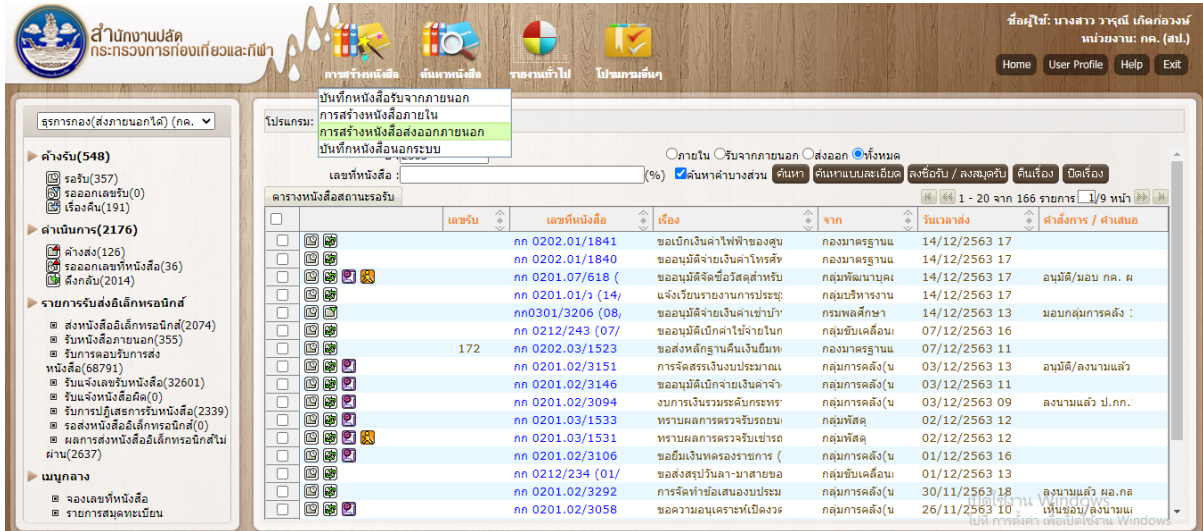 สำนักงานปลัด
กระทรวงการท่องเที่ยวและกีฬา
การสร้างหนังสือ
ค้นหาหนังสือ
รายงานทั่วไป
โปรแกรมอื่นๆ
ชื่อผู้ใช้: นางสาว วารุณี เกิดก่อวงษ์
หน่วยงาน: กค. (สป.)
Home User Profile Help Exit
บันทึกหนังสือรับจากภายนอก
การสร้างหนังสือภายใน
การสร้างหนังสือส่งออกภายนอก
บันทึกหนังสือนอกระบบ
ธุรการกอง(ส่งภายนอกได้) (กค.
ค้างรับ(548)
รอรับ(357)
รอออกเลขรับ(0)
เรื่องคืน(191)
ดำเนินการ(2176)
ค้างส่ง(126)
รอออกเลขที่หนังสือ(36)
ดึงกลับ(2014)
รายการรับส่งอิเล็กทรอนิกส์
ส่งหนังสืออิเล็กทรอนิกส์(2074)
รับหนังสือภายนอก(355)
รับการตอบรับการส่ง
หนังสือ(68791)
รับแจ้งเลขรับหนังสือ(32601)
รับแจ้งหนังสือผิด(0)
รับการปฏิเสธการรับหนังสือ(2339)
รอส่งหนังสืออิเล็กทรอนิกส์(0)
ผลการส่งหนังสืออิเล็กทรอนิกส์ไม่
ผ่าน(2637)
เมนูกลาง
จองเลขที่หนังสือ
รายการสมุดทะเบียน
โปรแกรม:
ภายใน รับจากภายนอก ส่งออก ทั้งหมด
เลขที่หนังสือ : (%) ค้นหาคำบางส่วน ค้นหา ค้นหาแบบละเอียด ลงชื่อรับ / ลงสมุดรับ คืนเรื่อง ปิดเรื่อง
ตารางหนังสือสถานะรอรับ 1 - 20 จาก 166 รายการ 1/9 หน้า
เลขรับ เลขที่หนังสือ เรื่อง จาก วันเวลาส่ง คำสั่งการ / คำเสนอ
กก 0202.01/1841 ขอเบิกเงินค่าไฟฟ้าของศูน กองมาตรฐานแ 14/12/2563 17
กก 0202.01/1840 ขออนุมัติจ่ายเงินค่าโทรศัพ กองมาตรฐานแ 14/12/2563 17
กก 0201.07/618 ( ขออนุมัติจัดซื้อวัสดุสำหรับ กลุ่มพัฒนาบุคเ 14/12/2563 17 อนุมัติ/มอบ กค. ผ
กก 0201.01/ว (14/ แจ้งเวียนรายงานการประชุ กลุ่มบริหารงาน 14/12/2563 17
กก0301/3206 (08, ขออนุมัติจ่ายเงินค่าเช่าบ้า กรมพลศึกษา 14/12/2563 13 มอบกลุ่มการคลัง
กก 0212/243 (07/ ขออนุมัติเบิกค่าใช้จ่ายในก กลุ่มขับเคลื่อน 07/12/2563 16
172 กก 0202.03/1523 ขอส่งหลักฐานคืนเงินยืมท กองมาตรฐานแ 07/12/2563 11
กก 0201.02/3151 การจัดสรรเงินงบประมาณเ กลุ่มการคลัง(น 03/12/2563 13 อนุมัติ/ลงนามแล้ว
กก 0201.02/3146 ขออนุมัติเบิกจ่ายเงินค่าจ้า กลุ่มการคลัง(น 03/12/2563 11
กก 0201.02/3094 งบการเงินรวมระดับกระทร กลุ่มการคลัง(น 03/12/2563 09 ลงนามแล้ว ป.กก.
กก 0201.03/1533 ทราบผลการตรวจรับรถยน กลุ่มพัสดุ 02/12/2563 12
กก 0201.03/1531 ทราบผลการตรวจรับเช่ารถ กลุ่มพัสดุ 02/12/2563 12
กก 0201.02/3106 ขอยืมเงินทดรองราชการ ( กลุ่มการคลัง(น 01/12/2563 16
กก 0212/234 (01/ ขอส่งสรุปวันลา-มาสายขอ กลุ่มขับเคลื่อน 01/12/2563 13
กก 0201.02/3292 การจัดทำข้อเสนองบประม กลุ่มการคลัง(น 30/11/2563 18 ลงนามแล้ว ผอ.กล
กก 0201.02/3058 ขอความอนุเคราะห์เปิดงวด กลุ่มการคลัง(น 26/11/2563 10 เห็นชอบ/ลงนามแ
เปิดใช้งาน Windows
ไปที่ การตั้งค่า เพื่อเปิดใช้งาน Windows